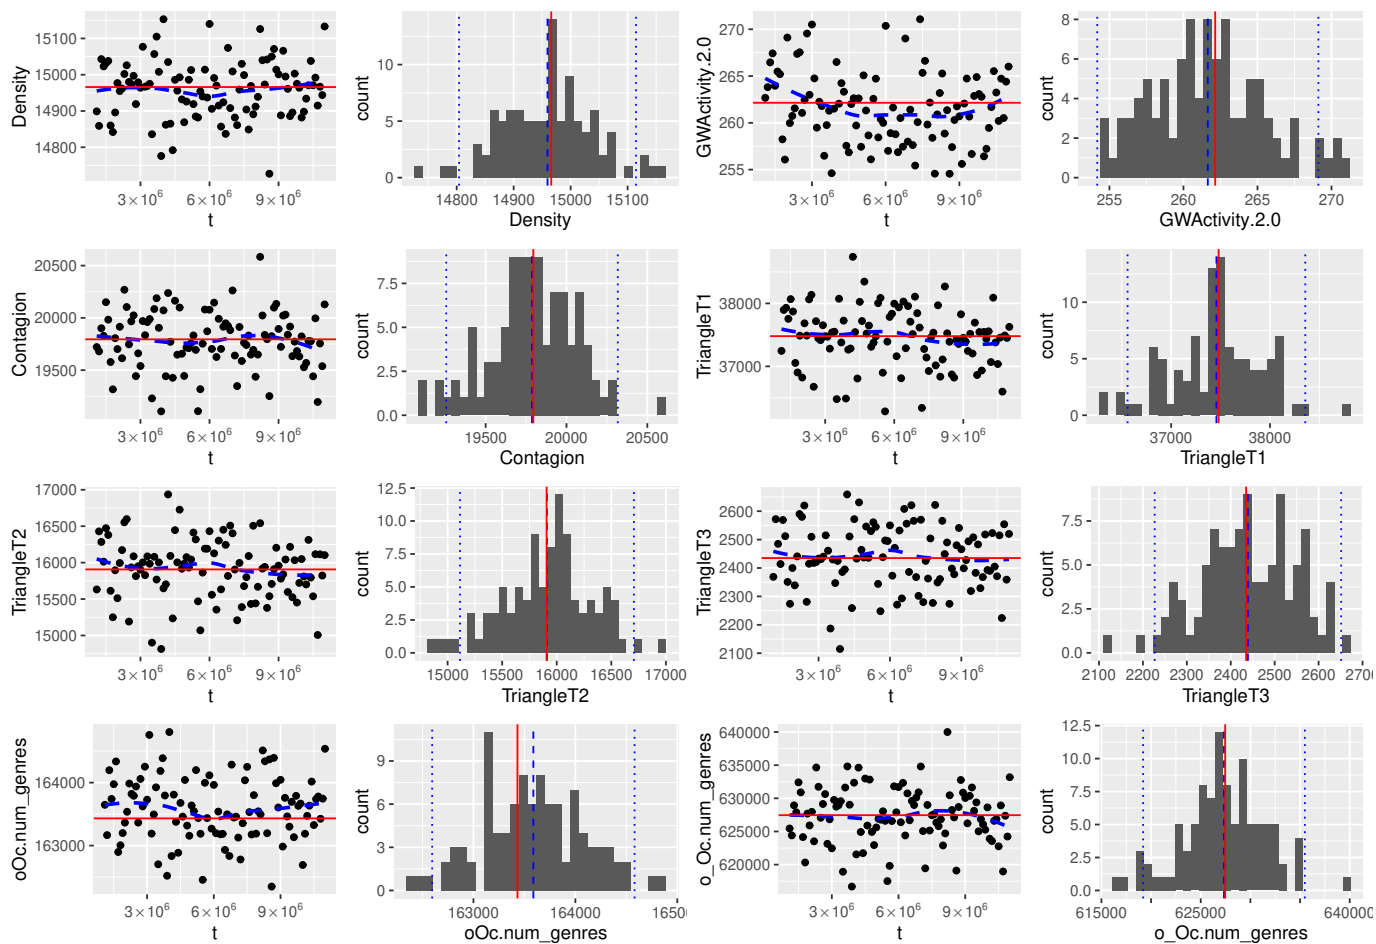 Density
15100
15000
14900
14800
3×10⁶ 6×10⁶ 9×10⁶
t
count
10
5
0
14800 14900 15000 15100
Density
GWActivity.2.0
270
265
260
255
3×10⁶ 6×10⁶ 9×10⁶
t
count
8
6
4
2
0
255 260 265 270
GWActivity.2.0
Contagion
20500
20000
19500
3×10⁶ 6×10⁶ 9×10⁶
t
count
7.5
5.0
2.5
0.0
19500 20000 20500
Contagion
TriangleT1
38000
37000
3×10⁶ 6×10⁶ 9×10⁶
t
count
10
5
0
37000 38000
TriangleT1
TriangleT2
17000
16500
16000
15500
15000
3×10⁶ 6×10⁶ 9×10⁶
t
count
12.5
10.0
7.5
5.0
2.5
0.0
15000 15500 16000 16500 17000
TriangleT2
TriangleT3
2600
2500
2400
2300
2200
2100
3×10⁶ 6×10⁶ 9×10⁶
t
count
7.5
5.0
2.5
0.0
2100 2200 2300 2400 2500 2600 2700
TriangleT3
oOc.num_genres
164000
163000
3×10⁶ 6×10⁶ 9×10⁶
t
count
9
6
3
0
163000 164000
oOc.num_genres
o_Oc.num_genres
640000
635000
630000
625000
620000
3×10⁶ 6×10⁶ 9×10⁶
t
count
12.5
10.0
7.5
5.0
2.5
0.0
615000 625000 640000
o_Oc.num_genres